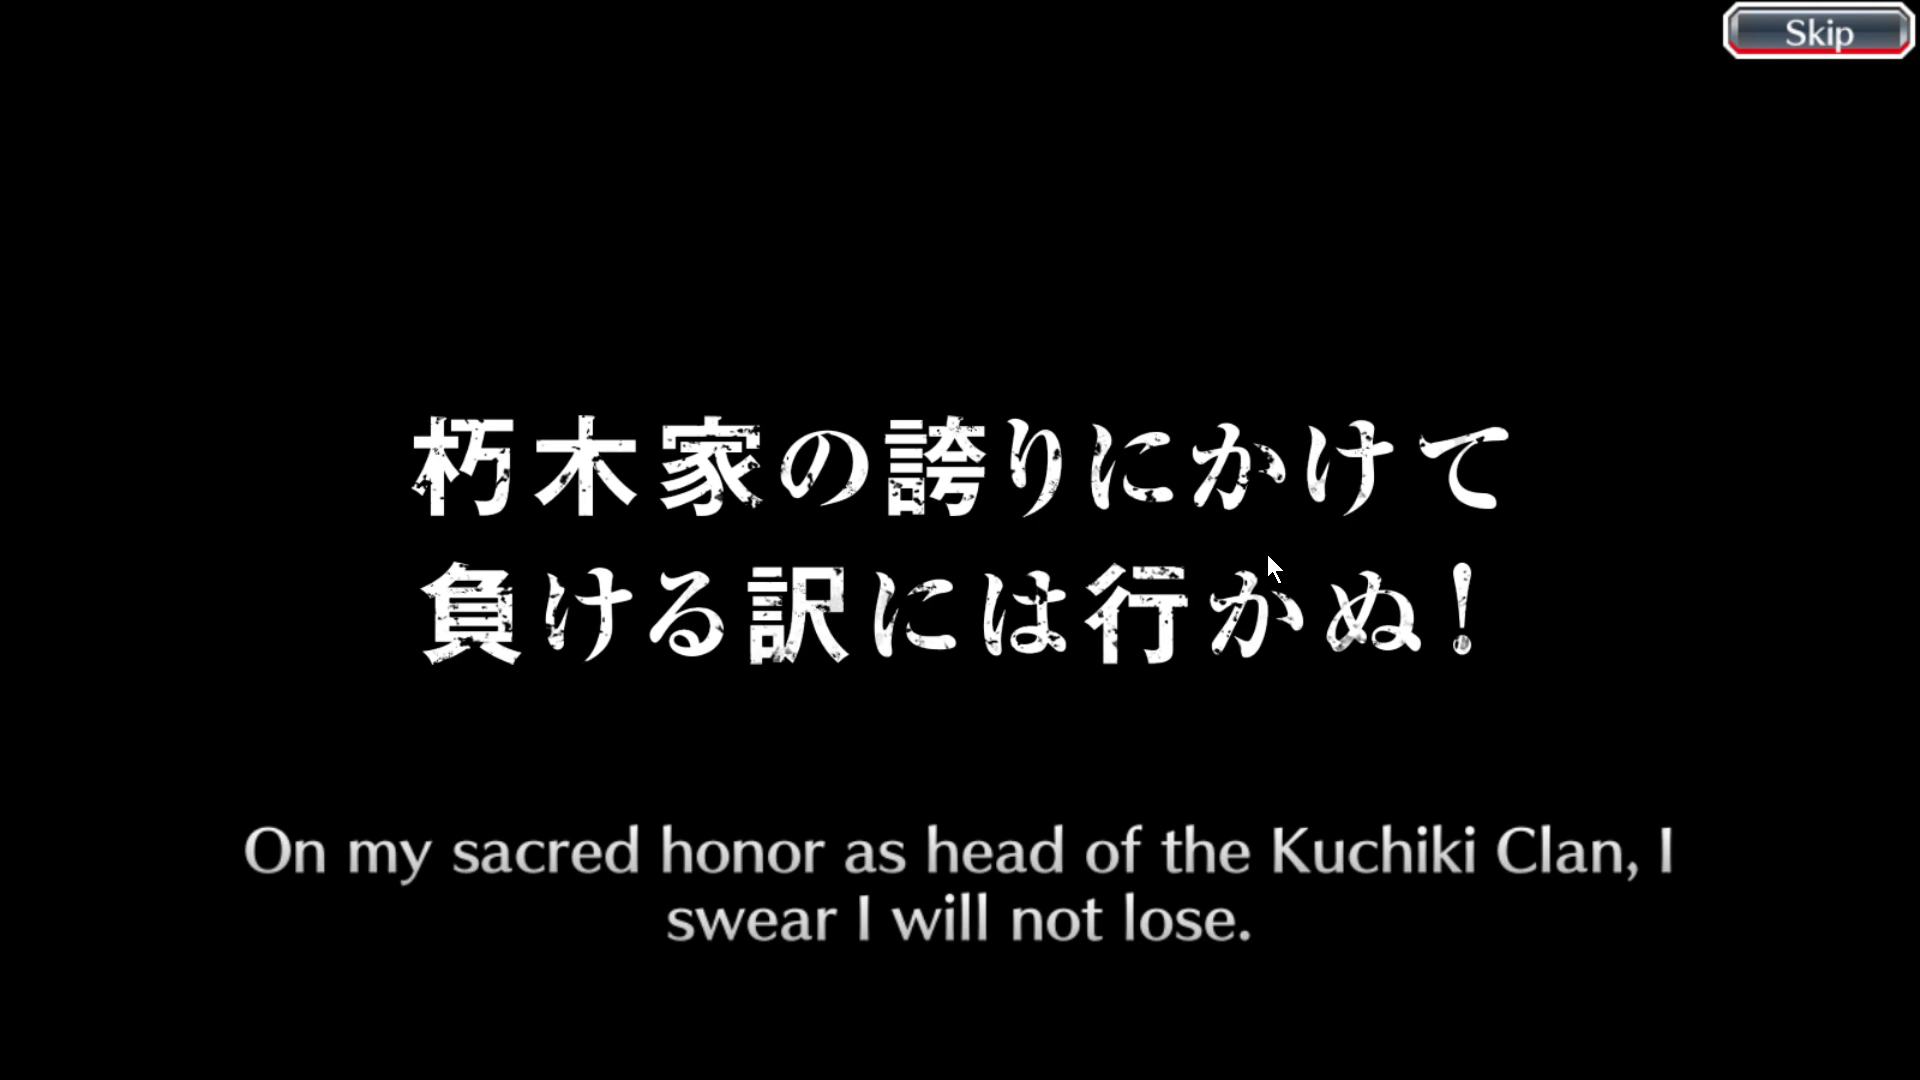 Skip
朽木家の誇りにかけて
負ける訳には行かぬ！
On my sacred honor as head of the Kuchiki Clan, I
swear I will not lose.